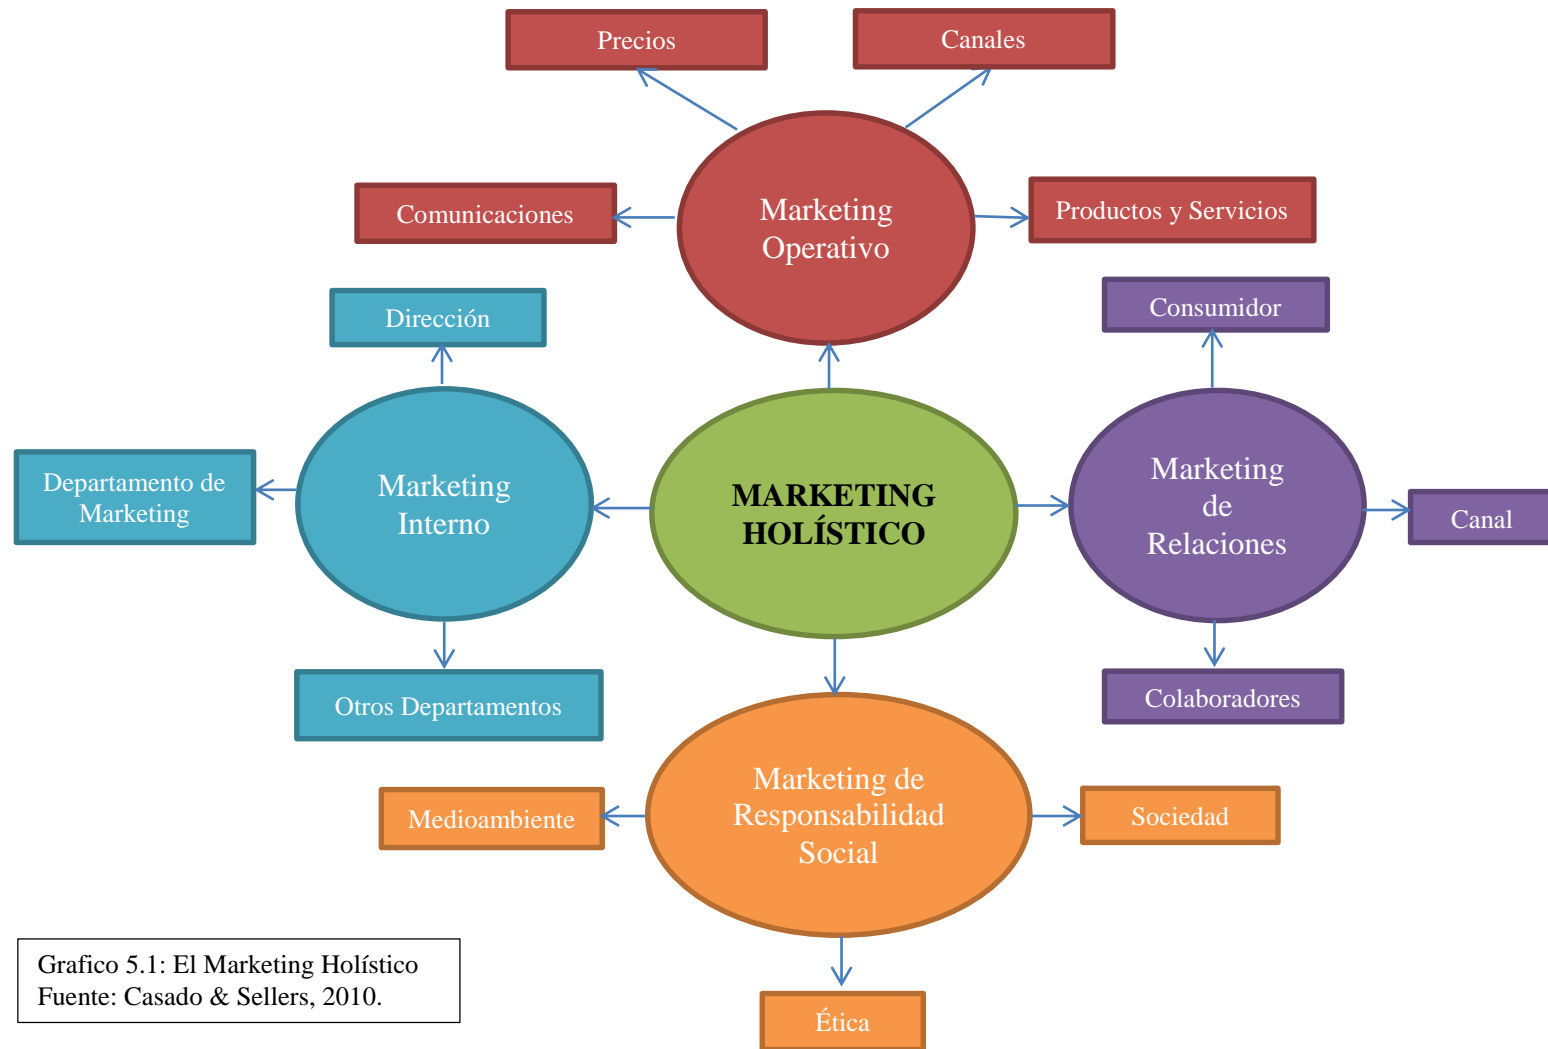 Precios
Canales
Comunicaciones
Marketing
Operativo
Productos y Servicios
Dirección
Consumidor
Departamento de
Marketing
Marketing
Interno
MARKETING
HOLÍSTICO
Marketing
de
Relaciones
Canal
Otros Departamentos
Colaboradores
Medioambiente
Marketing de
Responsabilidad
Social
Sociedad
Ética
Grafico 5.1: El Marketing Holístico
Fuente: Casado & Sellers, 2010.